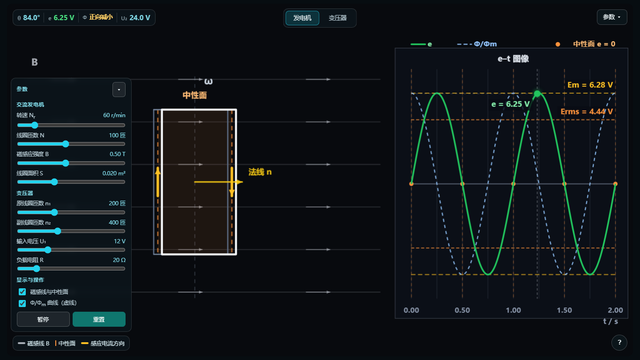 θ 84.0° e 6.25 V Φ 正向减小 U₂ 24.0 V
发电机 变压器
参数
B
ω
中性面
法线 n
参数
交流发电机
转速 Nᵣ 60 r/min
线圈匝数 N 100 匝
磁感应强度 B 0.50 T
线圈面积 S 0.020 m²
变压器
原线圈匝数 n₁ 200 匝
副线圈匝数 n₂ 400 匝
输入电压 U₁ 12 V
负载电阻 R 20 Ω
显示与操作
磁感线与中性面
Φ/Φₘ 曲线（虚线）
暂停 重置
磁感线 B 中性面 感应电流方向
e Φ/Φm 中性面 e = 0
e–t 图像
Em = 6.28 V
e = 6.25 V
Erms = 4.44 V
0.00 0.50 1.00 1.50 2.00
t / s
?